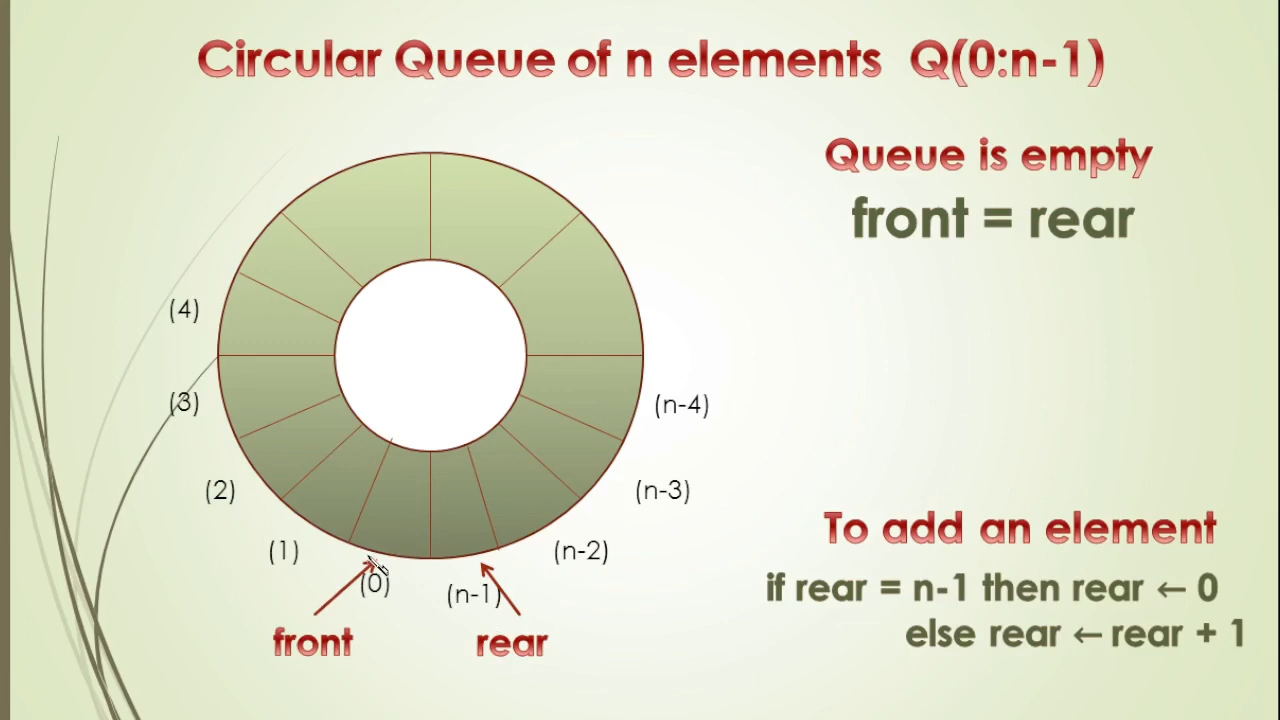 Circular Queue of n elements Q(0:n-1)
Queue is empty
front = rear
(4)
(3)
(n-4)
(2)
(n-3)
(1)
(n-2)
(0)
(n-1)
front
rear
To add an element
if rear = n-1 then rear ← 0
else rear ← rear + 1